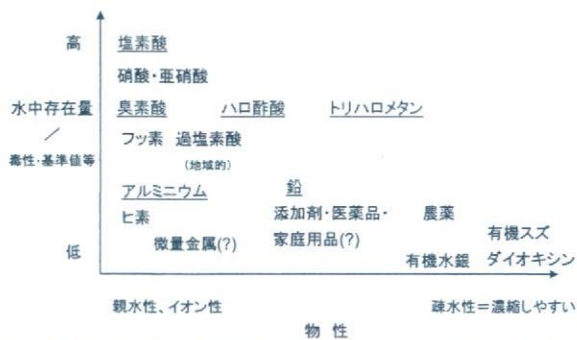 高
塩素酸
硝酸・亜硝酸
水中存在量
／
毒性・基準値等
臭素酸 ハロ酢酸 トリハロメタン
フッ素 過塩素酸
(地域的)
アルミニウム 鉛
ヒ素 添加剤・医薬品・ 農薬
微量金属(?) 家庭用品(?) 有機スズ
低 有機水銀 ダイオキシン
親水性、イオン性 疎水性＝濃縮しやすい
物 性